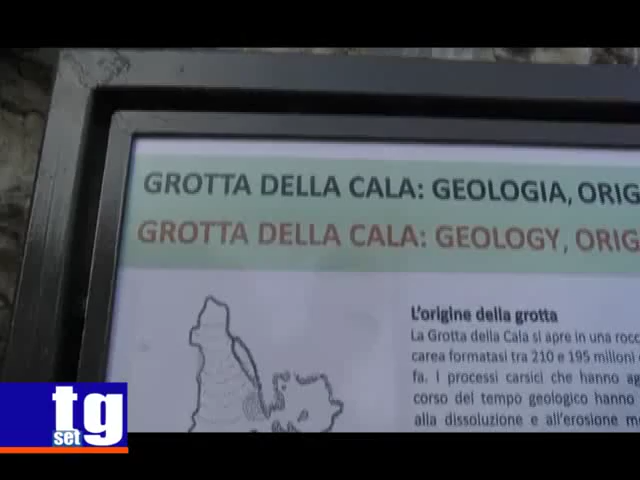 GROTTA DELLA CALA: GEOLOGIA, ORIG
GROTTA DELLA CALA: GEOLOGY, ORIG
L'origine della grotta
La Grotta della Cala si apre in una rocc
carea formatasi tra 210 e 195 milioni
fa. I processi carsici che hanno ag
corso del tempo geologico hanno
alla dissoluzione e all'erosione m
tg
set